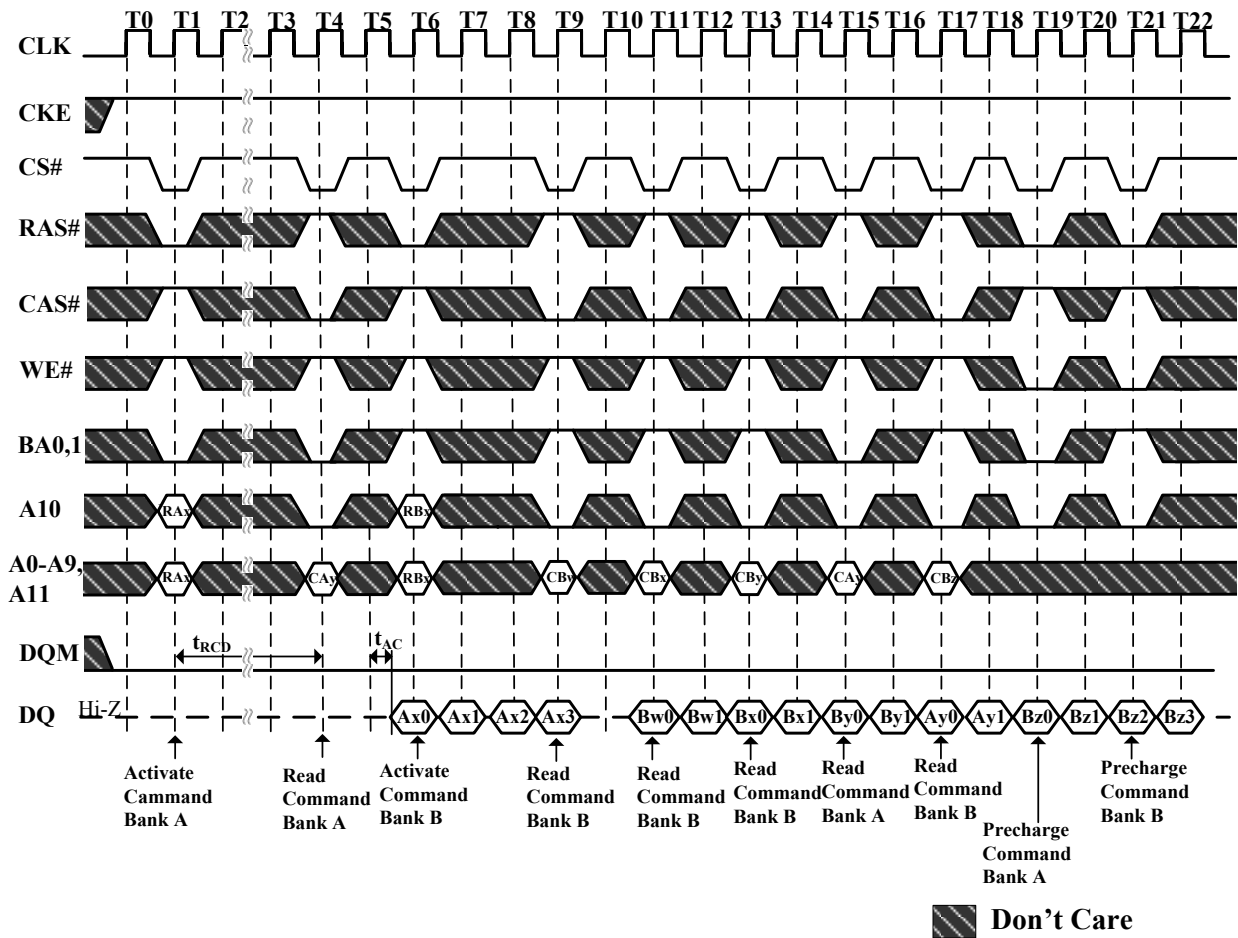 T0 T1 T2 T3 T4 T5 T6 T7 T8 T9 T10 T11 T12 T13 T14 T15 T16 T17 T18 T19 T20 T21 T22
CLK
CKE
CS#
RAS#
CAS#
WE#
BA0,1
A10 RAx RBx
A0-A9, A11 RAx CAy RBx CBw CBx CBy CAy CBz
DQM
tRCD tAC
DQ Hi-Z Ax0 Ax1 Ax2 Ax3 Bw0 Bw1 Bx0 Bx1 By0 By1 Ay0 Ay1 Bz0 Bz1 Bz2 Bz3
Activate
Cammand
Bank A
Read
Command
Bank A
Activate
Command
Bank B
Read
Command
Bank B
Read
Command
Bank B
Read
Command
Bank B
Read
Command
Bank A
Read
Command
Bank B
Precharge
Command
Bank A
Precharge
Command
Bank B
Don't Care